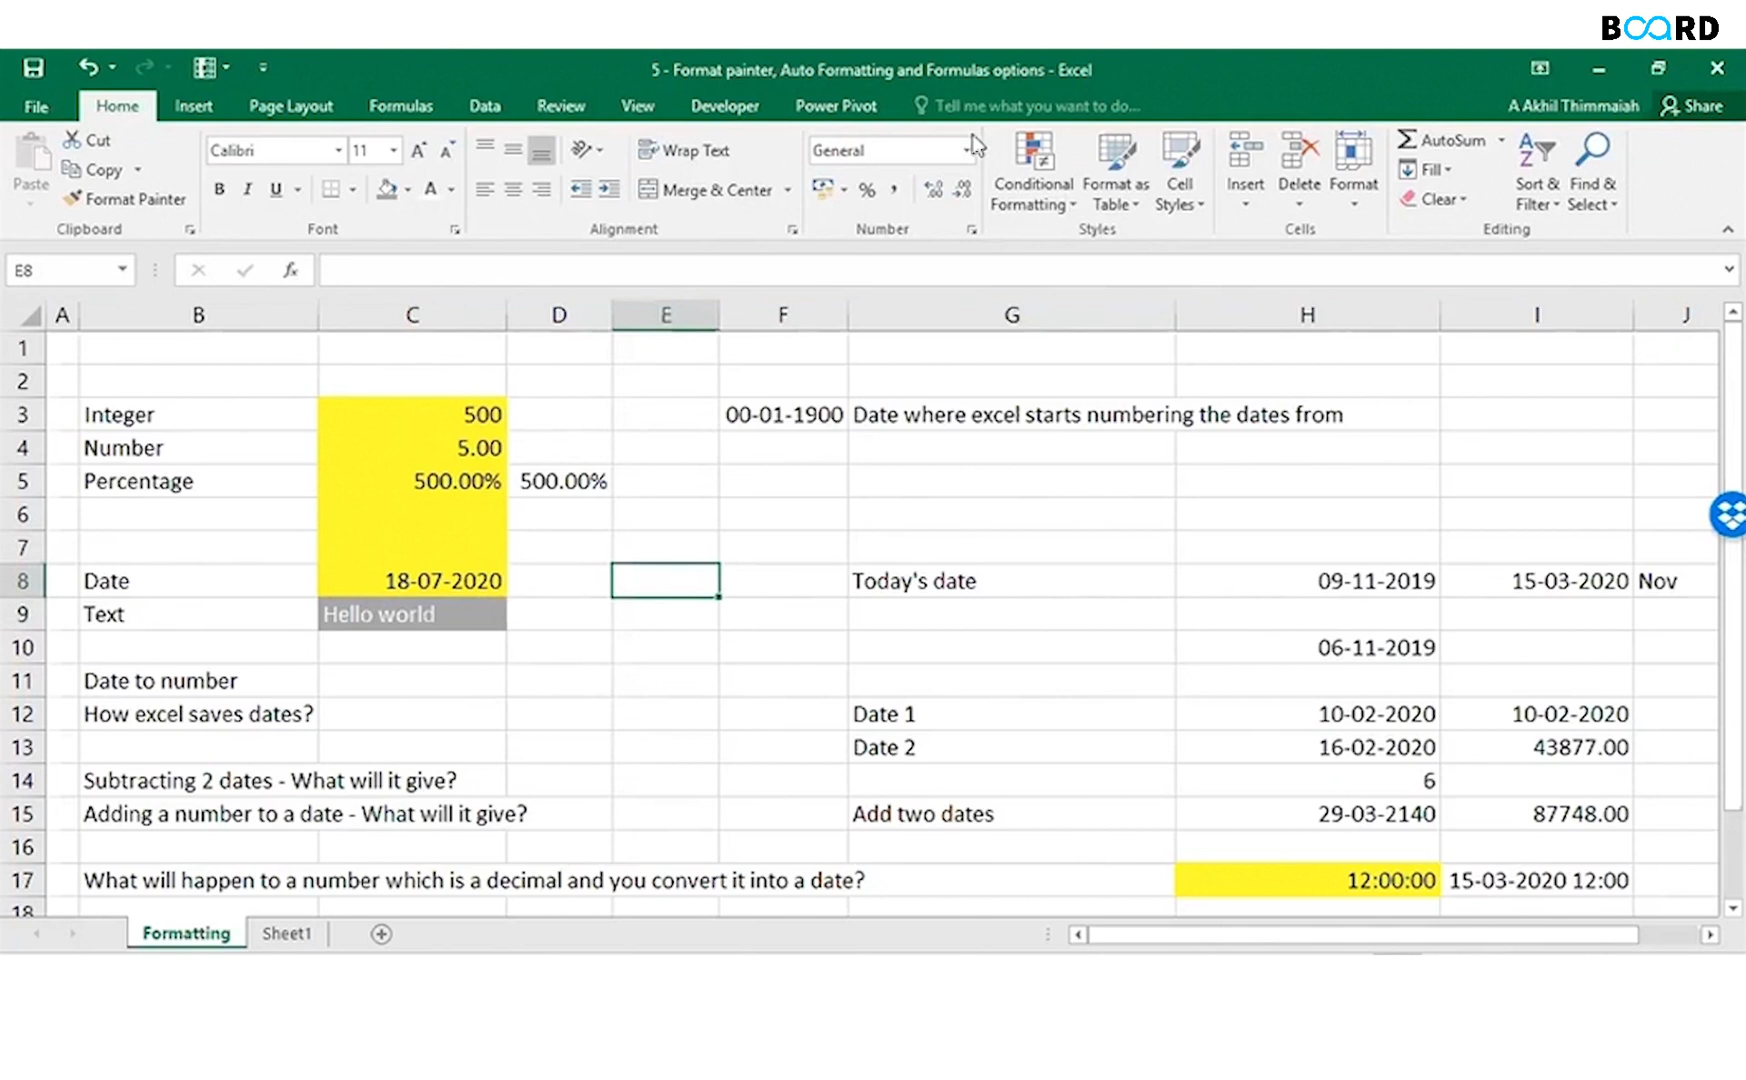 BOARD
5 - Format painter, Auto Formatting and Formulas options - Excel
File Home Insert Page Layout Formulas Data Review View Developer Power Pivot Tell me what you want to do... A Akhil Thimmaiah Share
Paste
Cut
Copy
Format Painter
Clipboard
Calibri 11 A A
B I U A
Font
Wrap Text
Merge & Center
Alignment
General
% ,
Number
Conditional Formatting
Format as Table
Cell Styles
Styles
Insert Delete Format
Cells
AutoSum
Fill
Clear
Sort & Filter
Find & Select
Editing
E8 fx
A B C D E F G H I J
1
2
3 Integer 500 00-01-1900 Date where excel starts numbering the dates from
4 Number 5.00
5 Percentage 500.00% 500.00%
6
7
8 Date 18-07-2020 Today's date 09-11-2019 15-03-2020 Nov
9 Text Hello world
10 06-11-2019
11 Date to number
12 How excel saves dates? Date 1 10-02-2020 10-02-2020
13 Date 2 16-02-2020 43877.00
14 Subtracting 2 dates - What will it give? 6
15 Adding a number to a date - What will it give? Add two dates 29-03-2140 87748.00
16
17 What will happen to a number which is a decimal and you convert it into a date? 12:00:00 15-03-2020 12:00
18
Formatting Sheet1